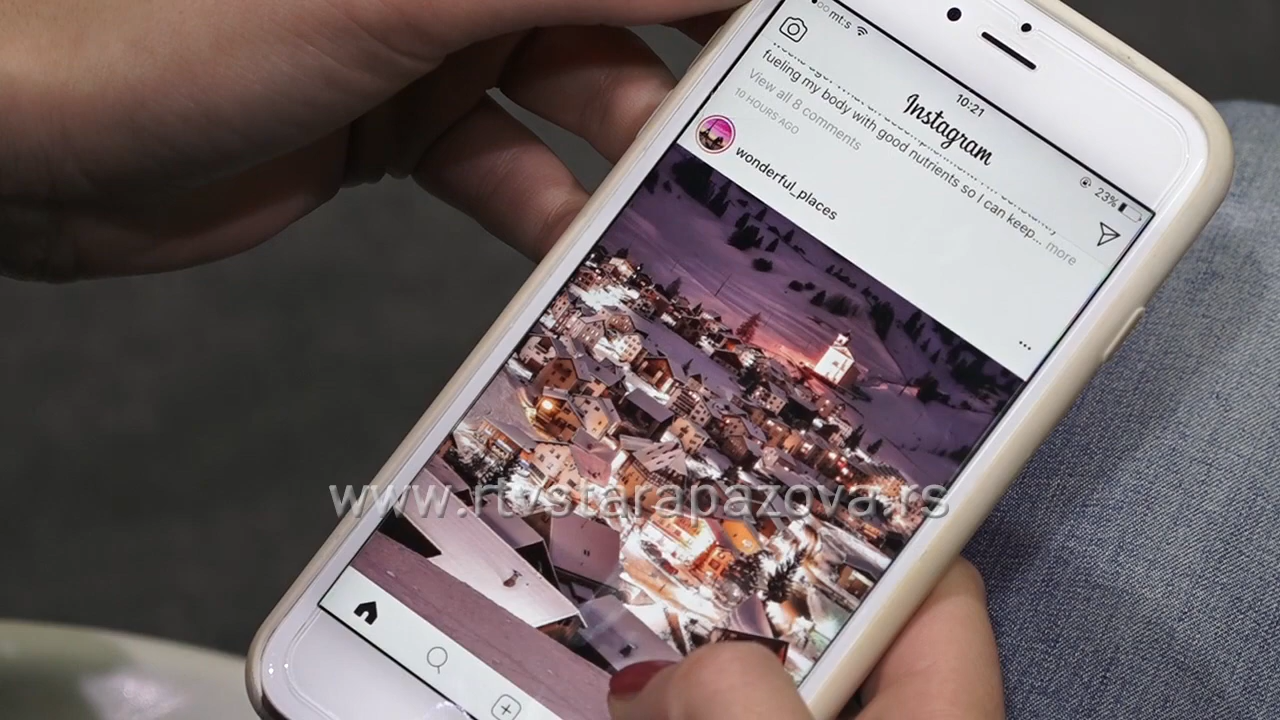 mt:s
10:21
23%
Instagram
fueling my body with good nutrients so I can keep... more
View all 8 comments
10 HOURS AGO
wonderful_places
www.rtvstarapazova.rs